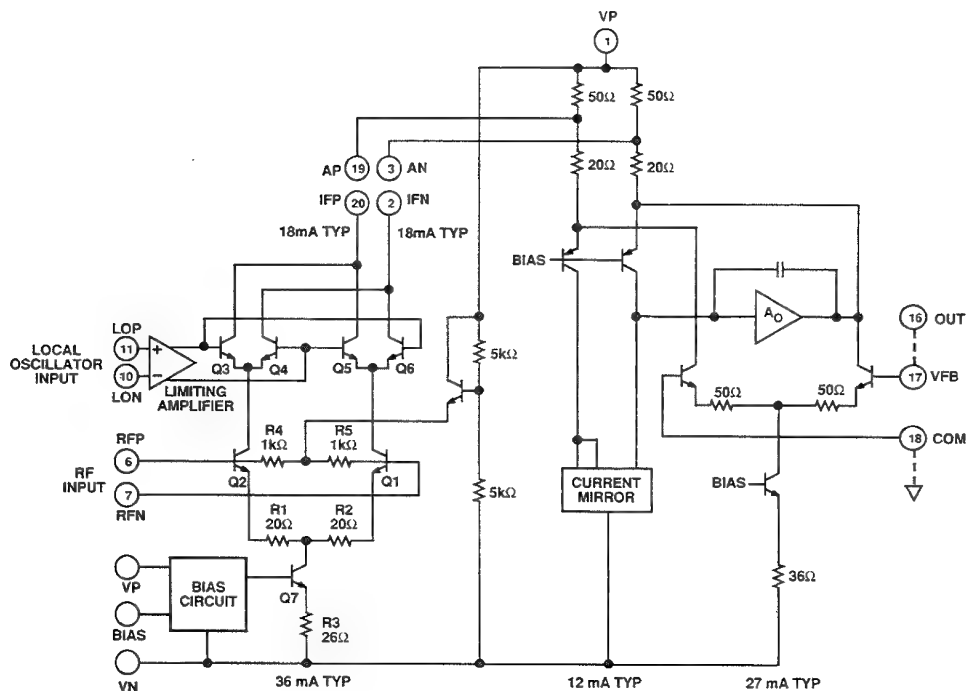 VP
1
50Ω
50Ω
20Ω
20Ω
AP
19
3
AN
IFP
20
2
IFN
18mA TYP
18mA TYP
BIAS
LOP
11
+
LOCAL
OSCILLATOR
INPUT
10
−
LON
LIMITING
AMPLIFIER
Q3
Q4
Q5
Q6
5kΩ
A_O
16
OUT
17
VFB
50Ω
50Ω
18
COM
R4
1kΩ
R5
1kΩ
RFP
6
RF
INPUT
7
RFN
Q2
Q1
R1
20Ω
R2
20Ω
5kΩ
CURRENT
MIRROR
BIAS
36Ω
VP
BIAS
CIRCUIT
Q7
BIAS
R3
26Ω
VN
36 mA TYP
12 mA TYP
27 mA TYP